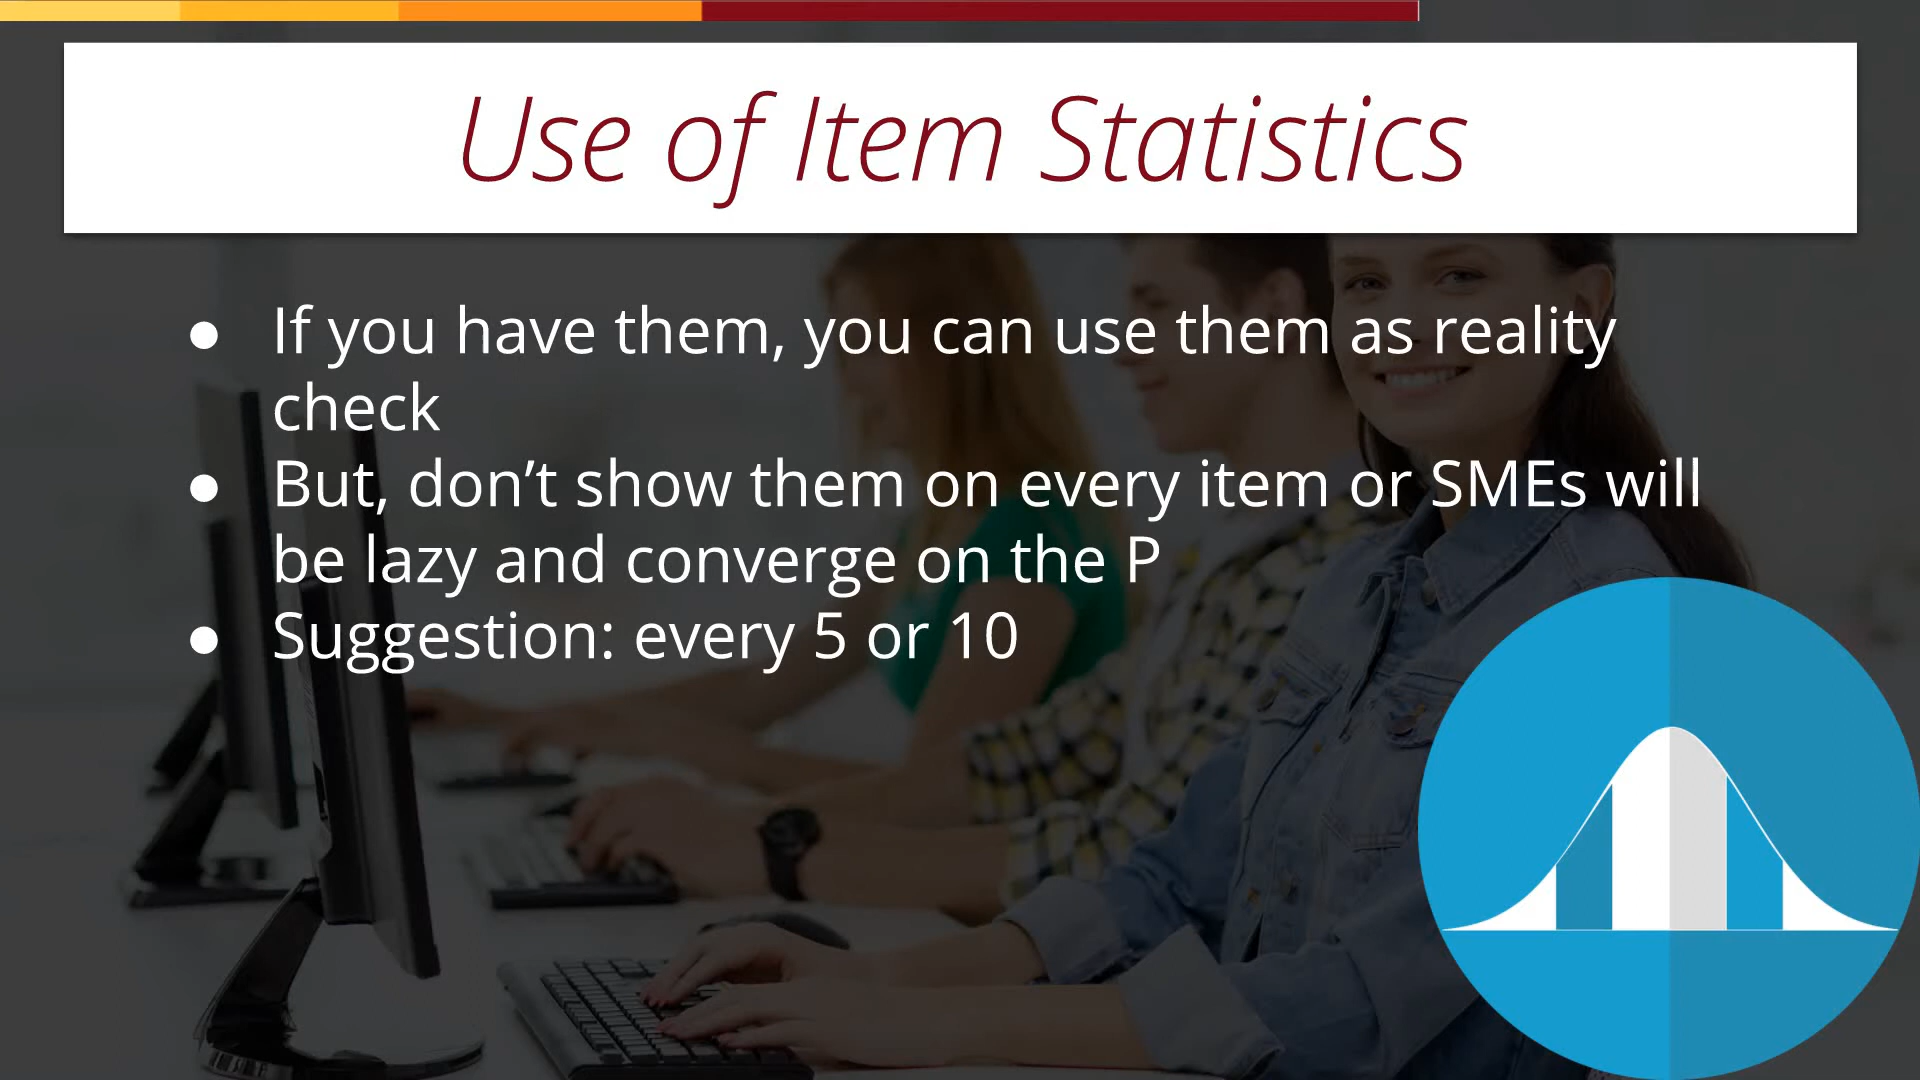 Use of Item Statistics
● If you have them, you can use them as reality
check
● But, don’t show them on every item or SMEs will
be lazy and converge on the P
● Suggestion: every 5 or 10